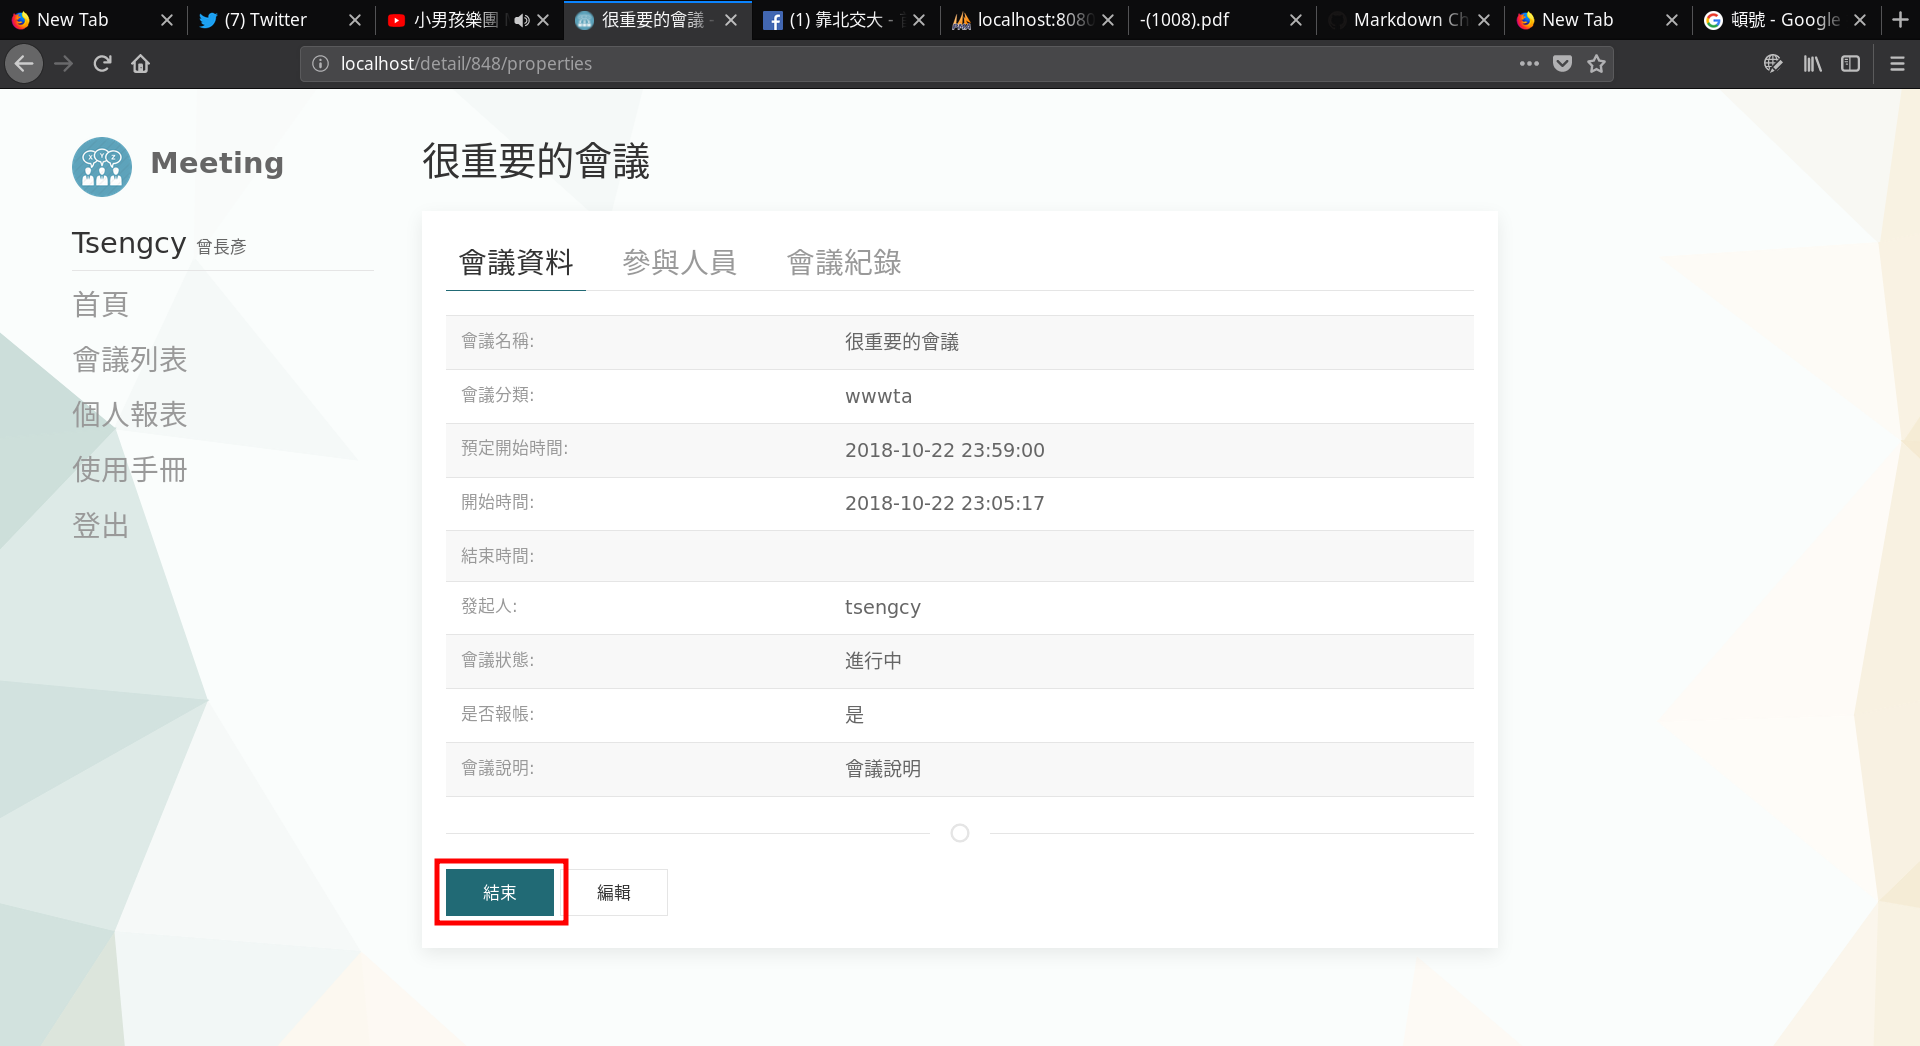 New Tab
(7) Twitter
小男孩樂團
很重要的會議 -
(1) 靠北交大 -
localhost:8080
-(1008).pdf
Markdown Ch
New Tab
頓號 - Google
localhost/detail/848/properties
Meeting
Tsengcy 曾長彥
首頁
會議列表
個人報表
使用手冊
登出
很重要的會議
會議資料 參與人員 會議紀錄
會議名稱: 很重要的會議
會議分類: wwwta
預定開始時間: 2018-10-22 23:59:00
開始時間: 2018-10-22 23:05:17
結束時間:
發起人: tsengcy
會議狀態: 進行中
是否報帳: 是
會議說明: 會議說明
結束 編輯